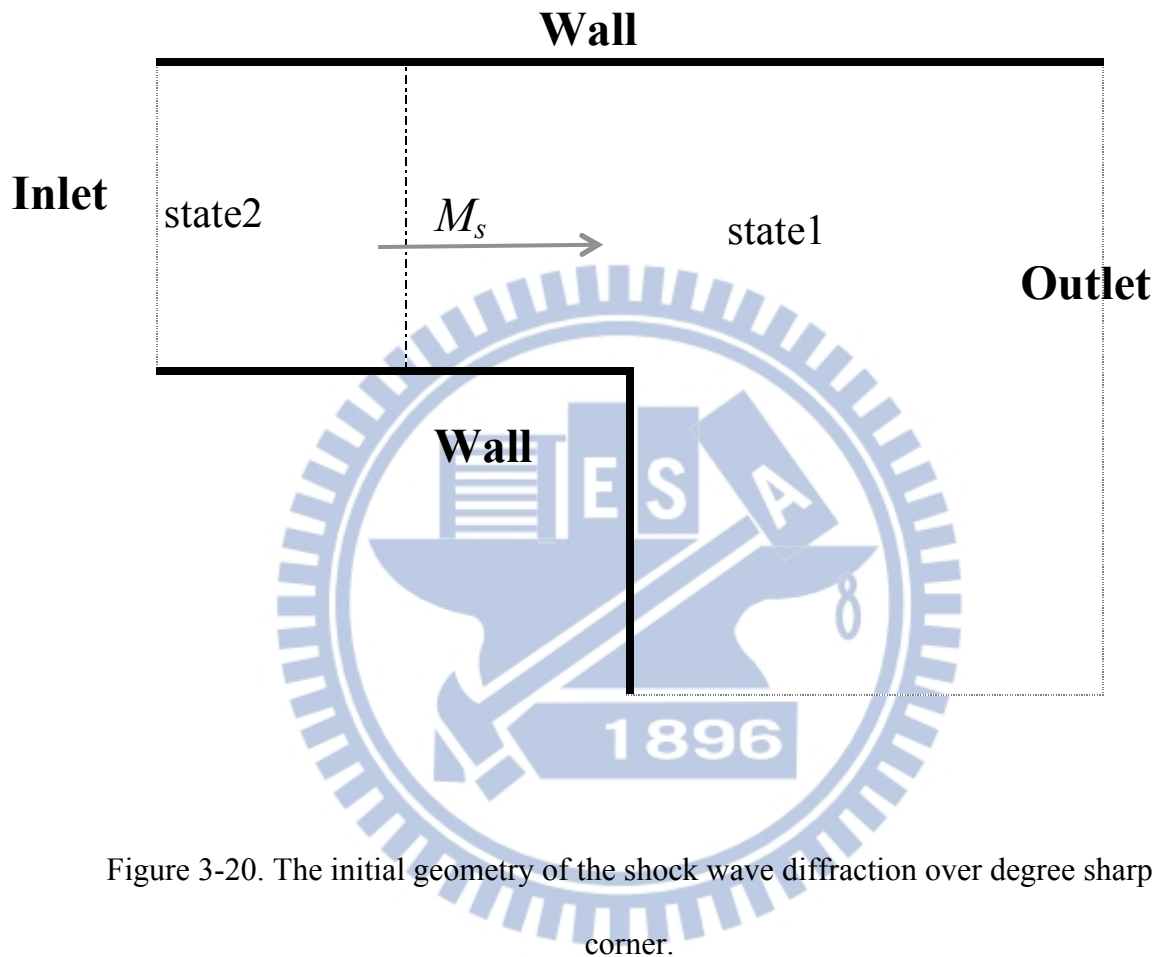 Wall
Inlet
state2
Ms
state1
Outlet
Wall
E S A
8
1896
Figure 3-20. The initial geometry of the shock wave diffraction over degree sharp
corner.